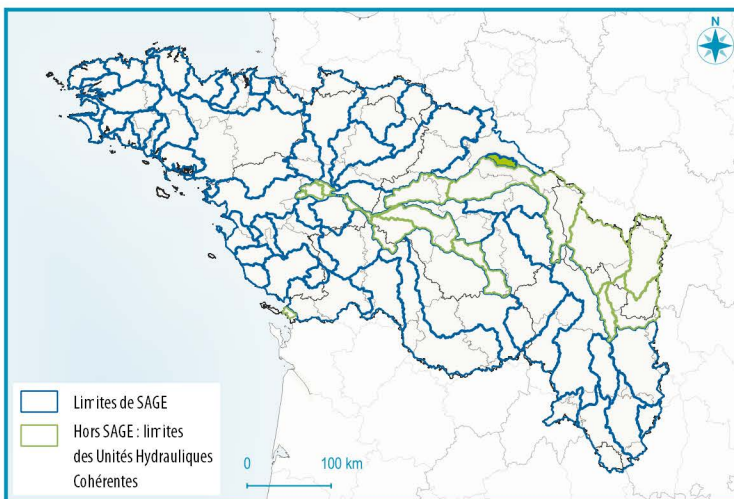 N
Limites de SAGE
Hors SAGE : limites
des Unités Hydrauliques
Cohérentes
0 100 km